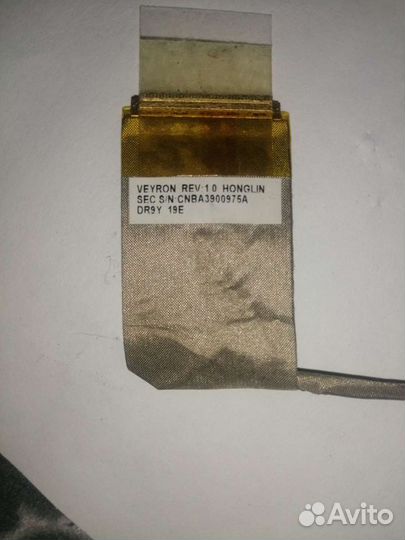 VEYRON REV:1.0 HONGLIN
SEC S/N:CNBA3900975A
DR9Y 19E
Avito